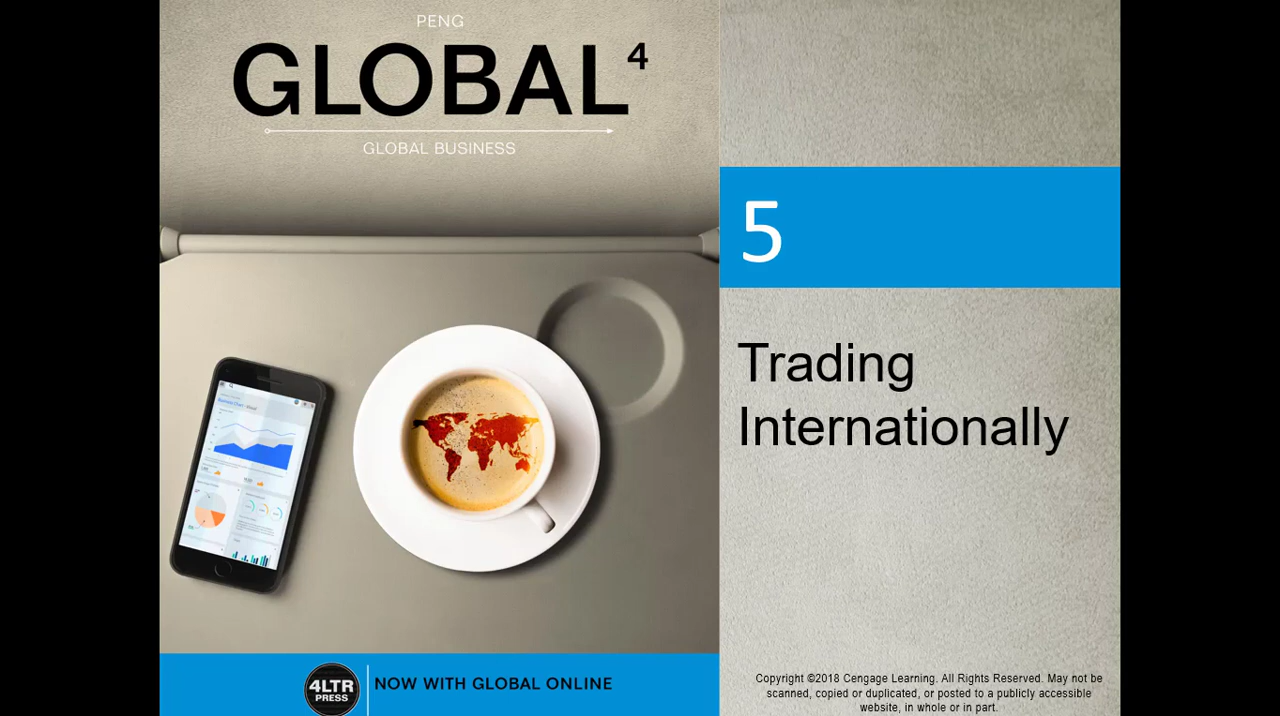 PENG
GLOBAL⁴
GLOBAL BUSINESS
4LTR
PRESS
NOW WITH GLOBAL ONLINE
5
Trading
Internationally
Copyright ©2018 Cengage Learning. All Rights Reserved. May not be
scanned, copied or duplicated, or posted to a publicly accessible
website, in whole or in part.